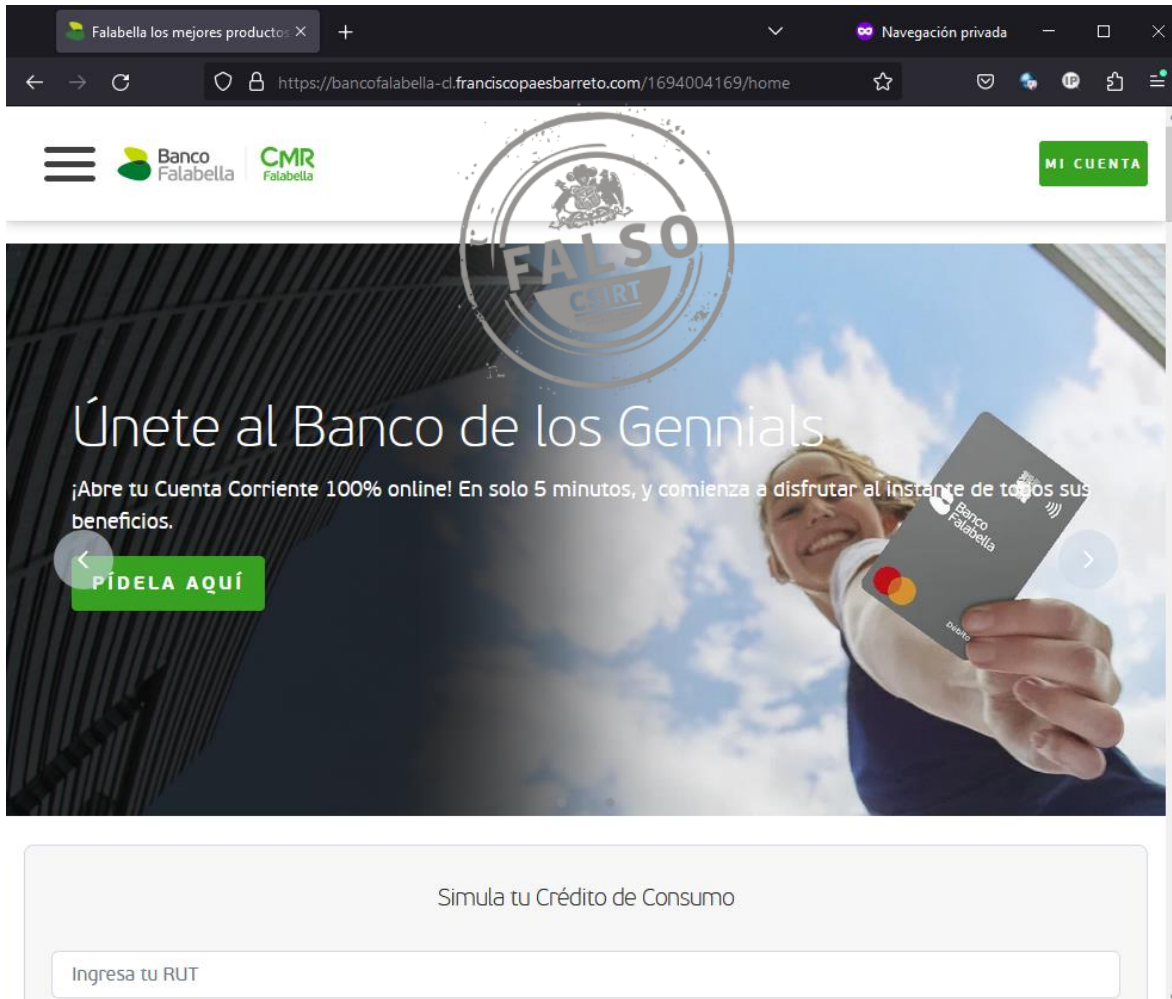 Falabella los mejores productos
Navegación privada
https://bancofalabella-cl.franciscopaesbarreto.com/1694004169/home
IP
Banco Falabella
CMR Falabella
MI CUENTA
FALSO
CSIRT
Únete al Banco de los Gennials
¡Abre tu Cuenta Corriente 100% online! En solo 5 minutos, y comienza a disfrutar al instante de todos sus
beneficios.
PÍDELA AQUÍ
Banco
Falabella
Débito
Simula tu Crédito de Consumo
Ingresa tu RUT